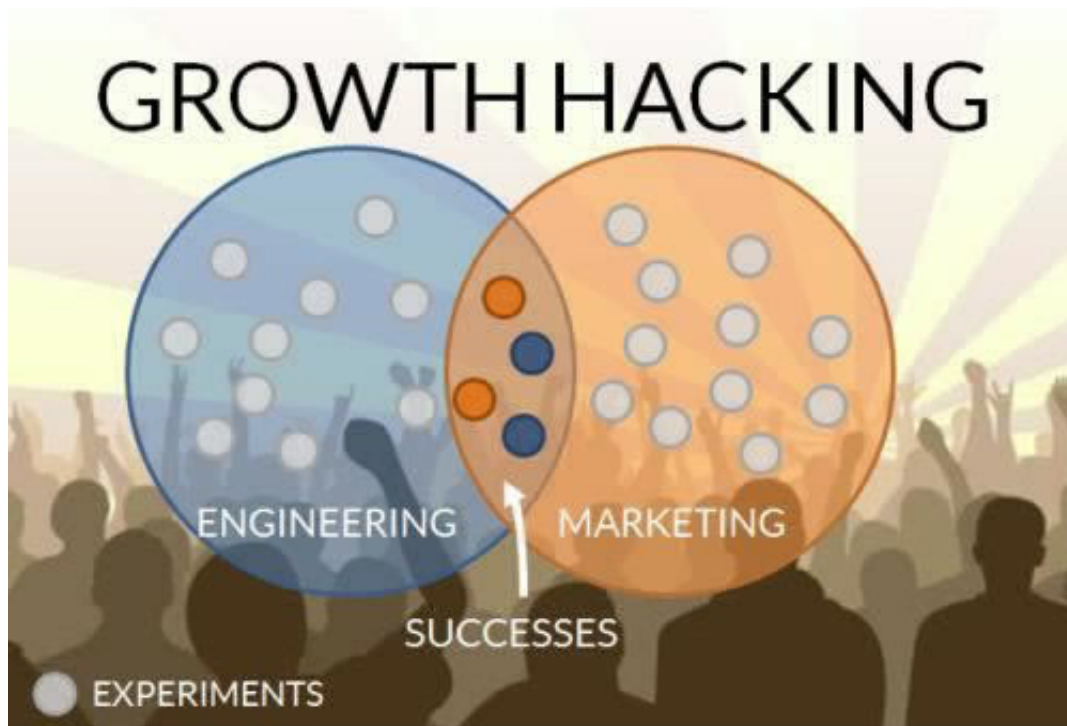 GROWTH HACKING
ENGINEERING
MARKETING
SUCCESSES
EXPERIMENTS